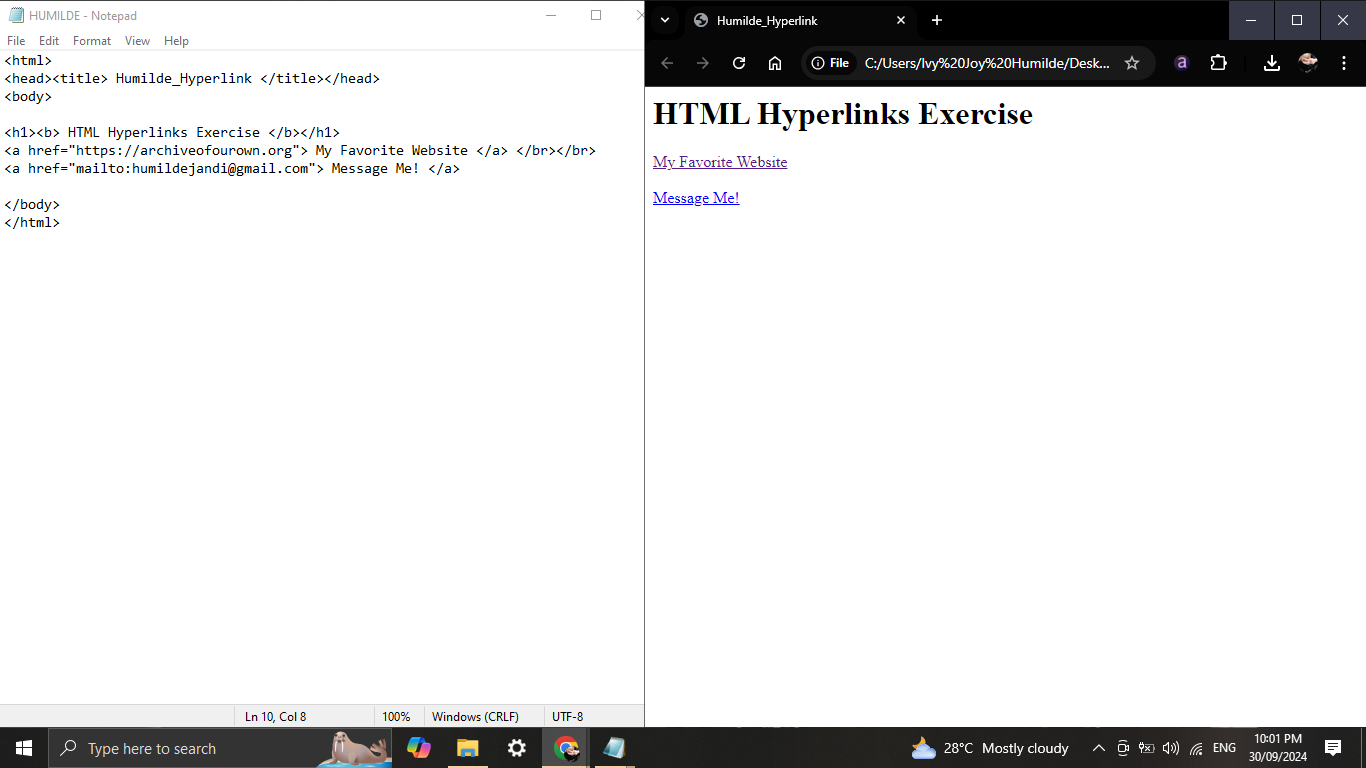 HUMILDE - Notepad
File Edit Format View Help
<html>
<head><title> Humilde_Hyperlink </title></head>
<body>
<h1><b> HTML Hyperlinks Exercise </b></h1>
<a href="https://archiveofourown.org"> My Favorite Website </a> </br></br>
<a href="mailto:humildejandi@gmail.com"> Message Me! </a>
</body>
</html>
Ln 10, Col 8
100%
Windows (CRLF)
UTF-8
Humilde_Hyperlink
File
C:/Users/Ivy%20Joy%20Humilde/Desk...
a
HTML Hyperlinks Exercise
My Favorite Website
Message Me!
Type here to search
28°C Mostly cloudy
ENG
10:01 PM
30/09/2024